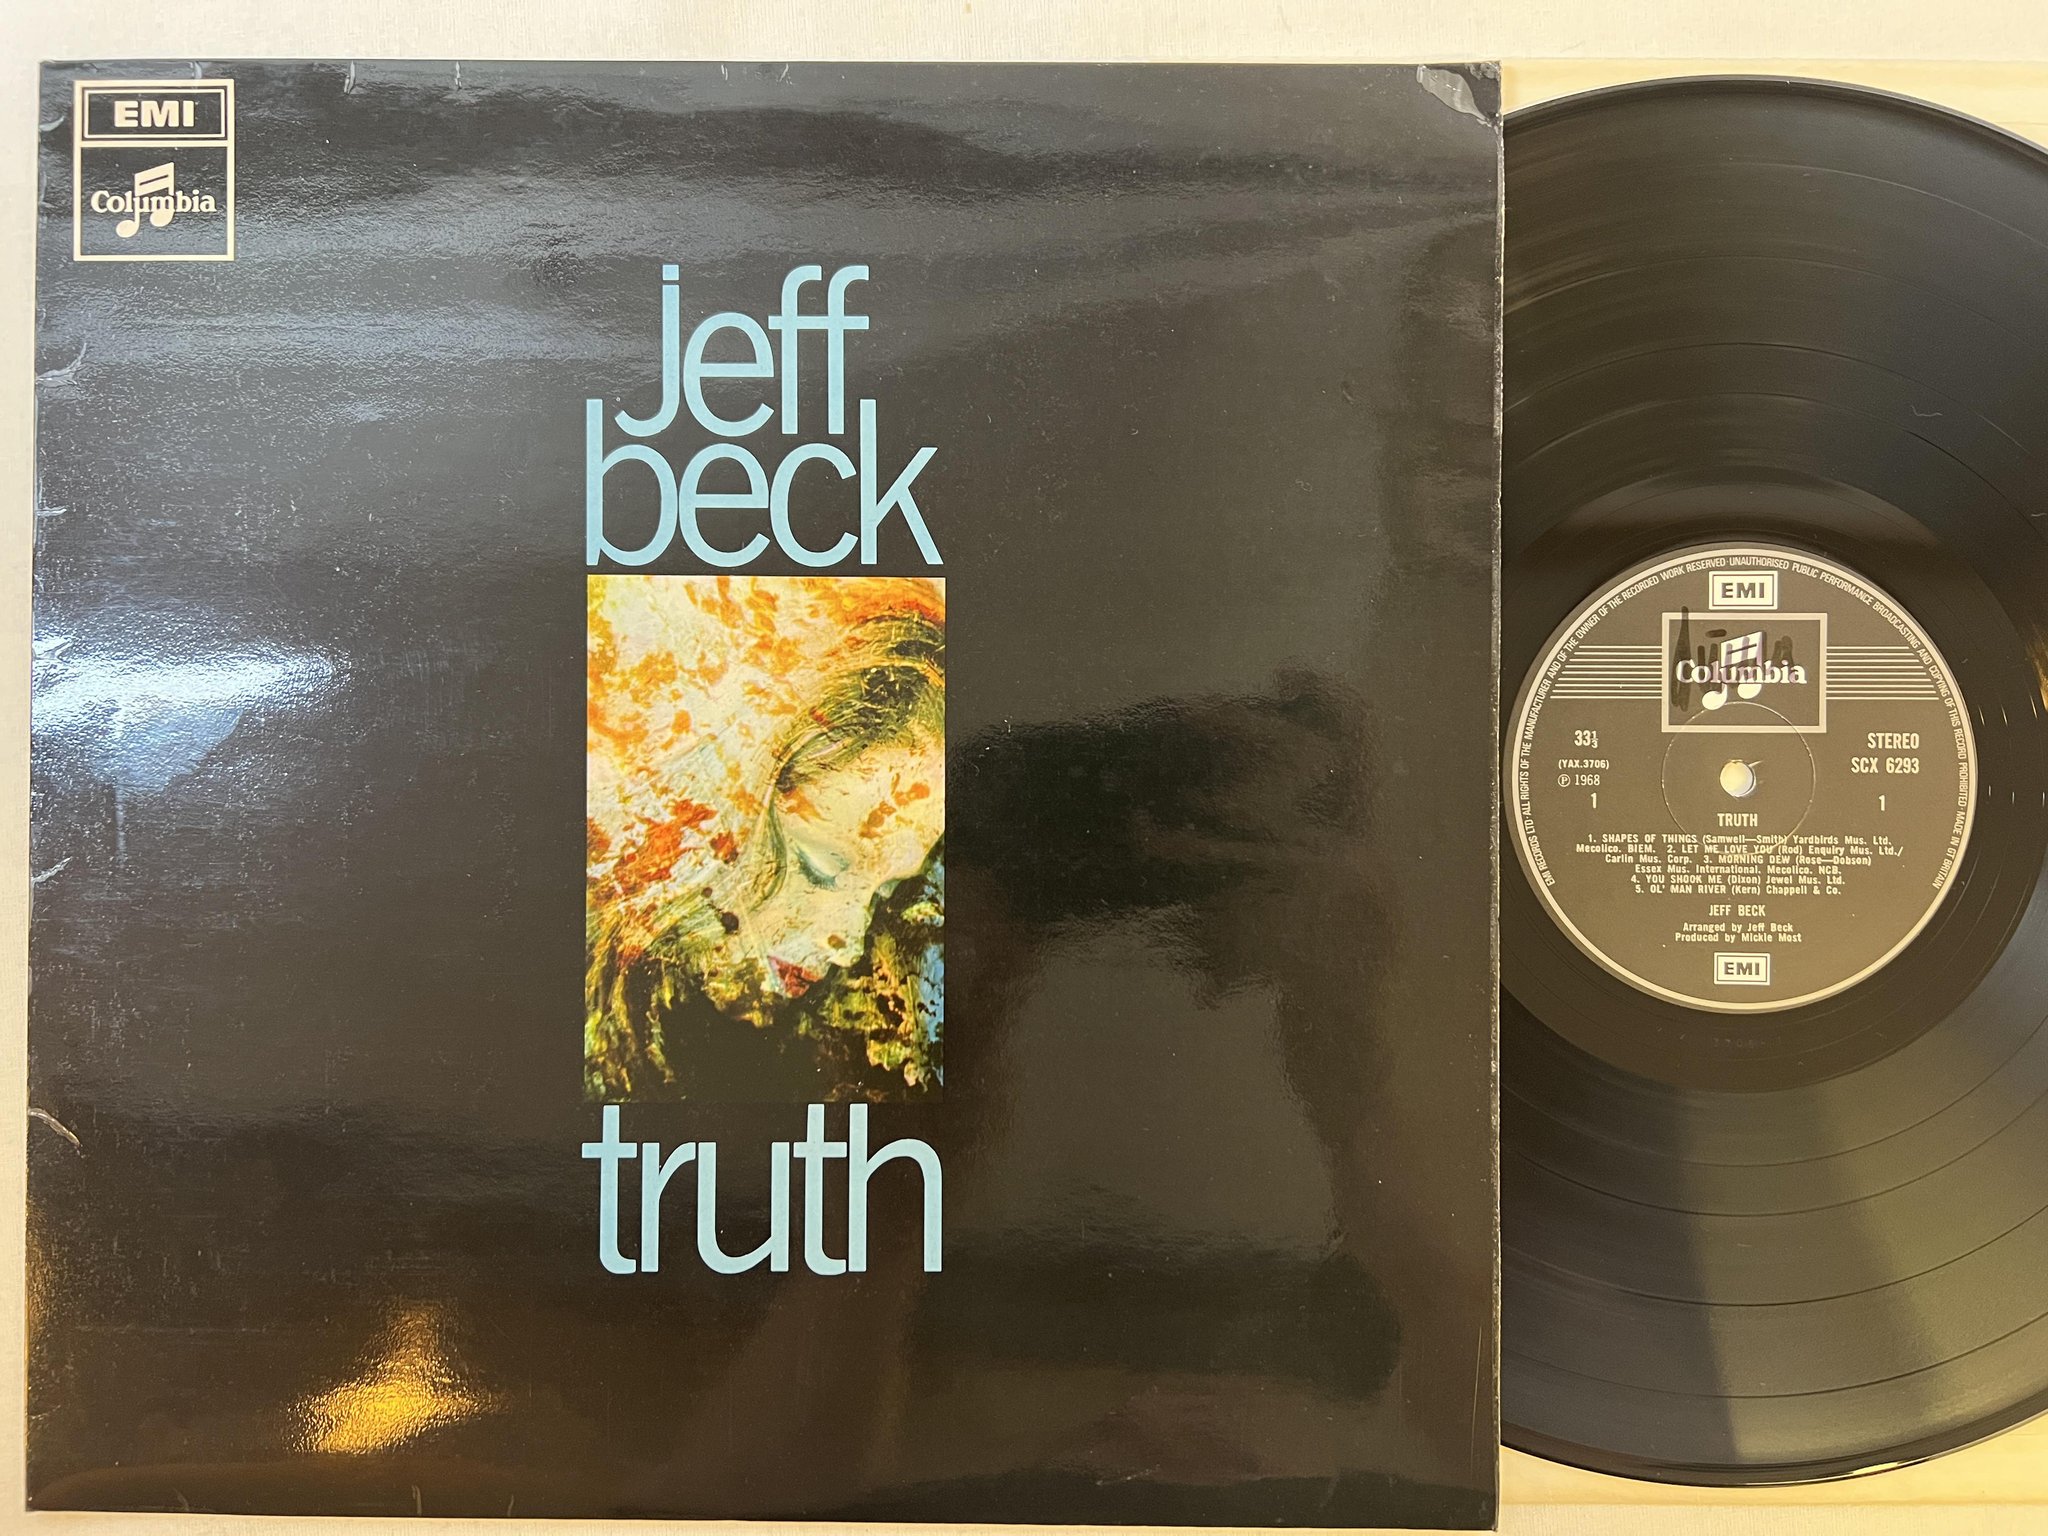 EMI
Columbia
jeff
beck
truth
EMI RECORDS LTD·ALL RIGHTS OF THE MANUFACTURER AND OF THE OWNER OF THE RECORDED WORK RESERVED·UNAUTHORISED PUBLIC PERFORMANCE BROADCASTING AND COPYING OF THIS RECORD PROHIBITED·MADE IN GT BRITAIN
EMI
Columbia
33⅓
STEREO
(YAX.3706)
SCX 6293
℗ 1968
1
1
TRUTH
1. SHAPES OF THINGS (Samwell—Smith) Yardbirds Mus. Ltd.
Mecolico. BIEM. 2. LET ME LOVE YOU (Rod) Enquiry Mus. Ltd./
Carlin Mus. Corp. 3. MORNING DEW (Rose—Dobson)
Essex Mus. International. Mecolico. NCB.
4. YOU SHOOK ME (Dixon) Jewel Mus. Ltd.
5. OL' MAN RIVER (Kern) Chappell & Co.
JEFF BECK
Arranged by Jeff Beck
Produced by Mickie Most
EMI